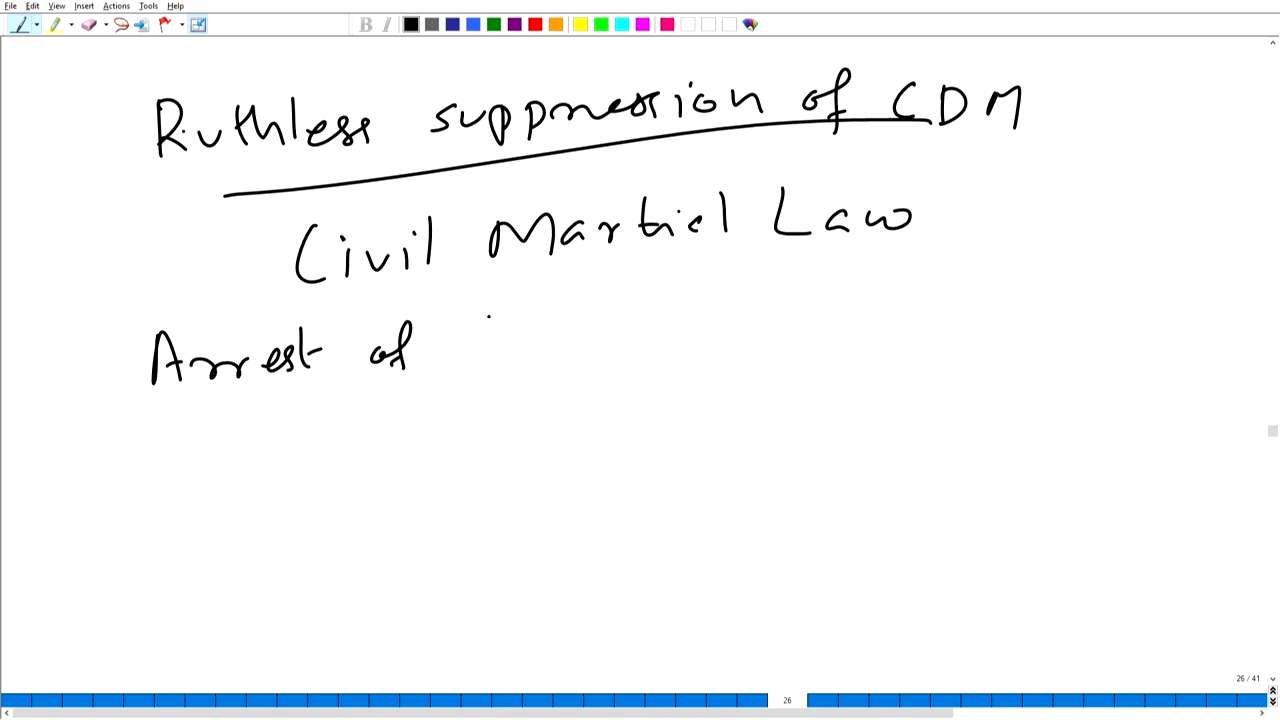 File Edit View Insert Actions Tools Help
B I
Ruthless suppression of CDM
Civil Martial Law
Arrest of
26 / 41
26